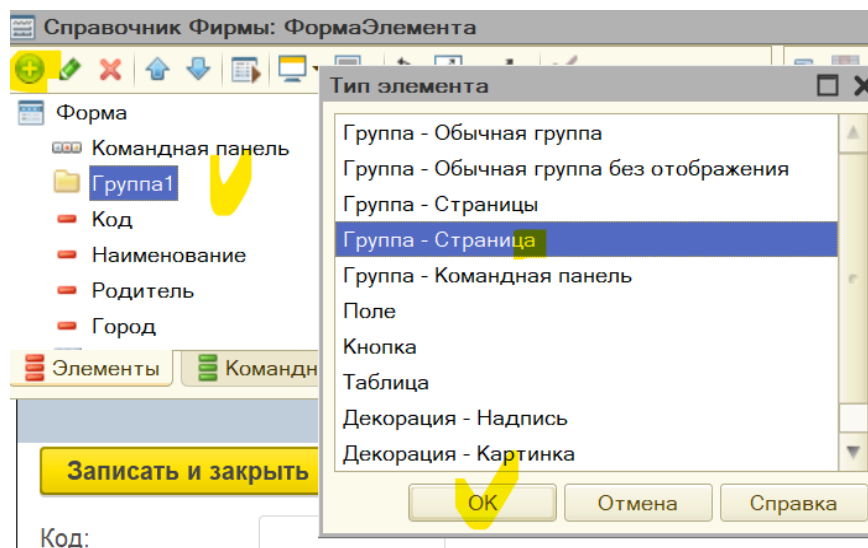 Справочник Фирмы: ФормаЭлемента
Форма
Командная панель
Группа1
Код
Наименование
Родитель
Город
Элементы
Командн
Записать и закрыть
Код:
Тип элемента
Группа - Обычная группа
Группа - Обычная группа без отображения
Группа - Страницы
Группа - Страница
Группа - Командная панель
Поле
Кнопка
Таблица
Декорация - Надпись
Декорация - Картинка
OK
Отмена
Справка